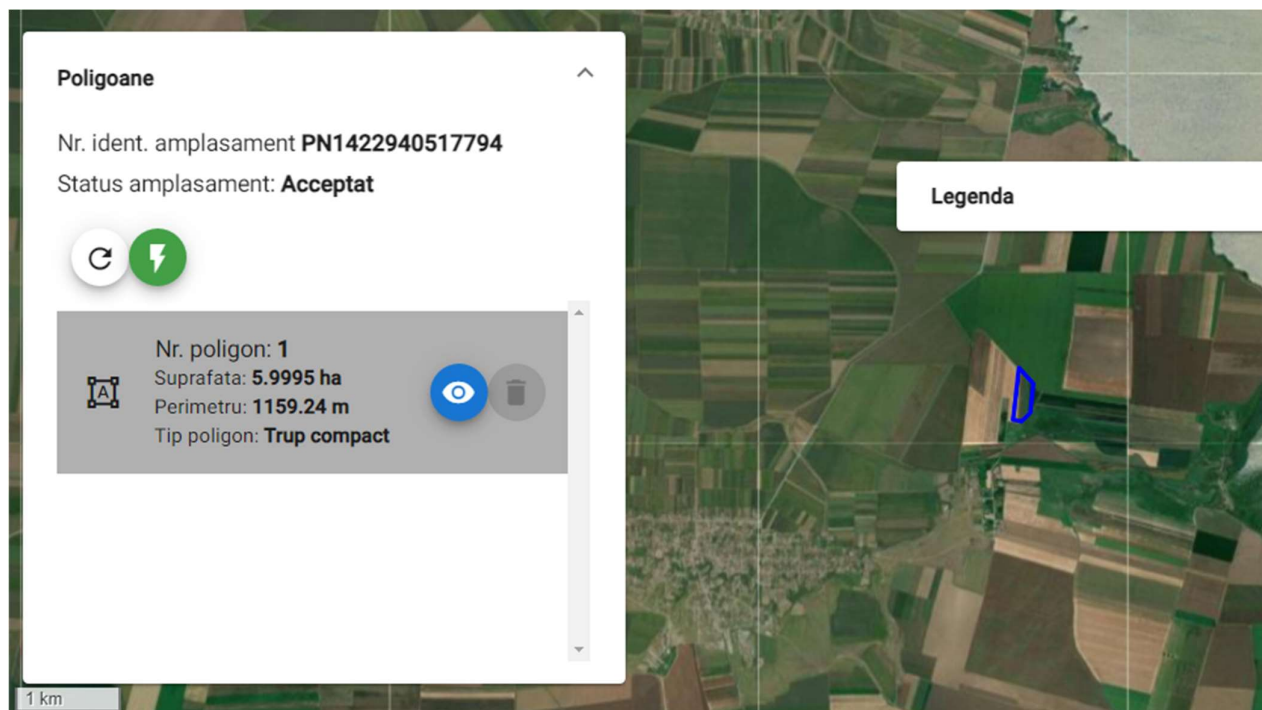 Poligoane
Nr. ident. amplasament PN1422940517794
Status amplasament: Acceptat
Legenda
A
Nr. poligon: 1
Suprafata: 5.9995 ha
Perimetru: 1159.24 m
Tip poligon: Trup compact
1 km